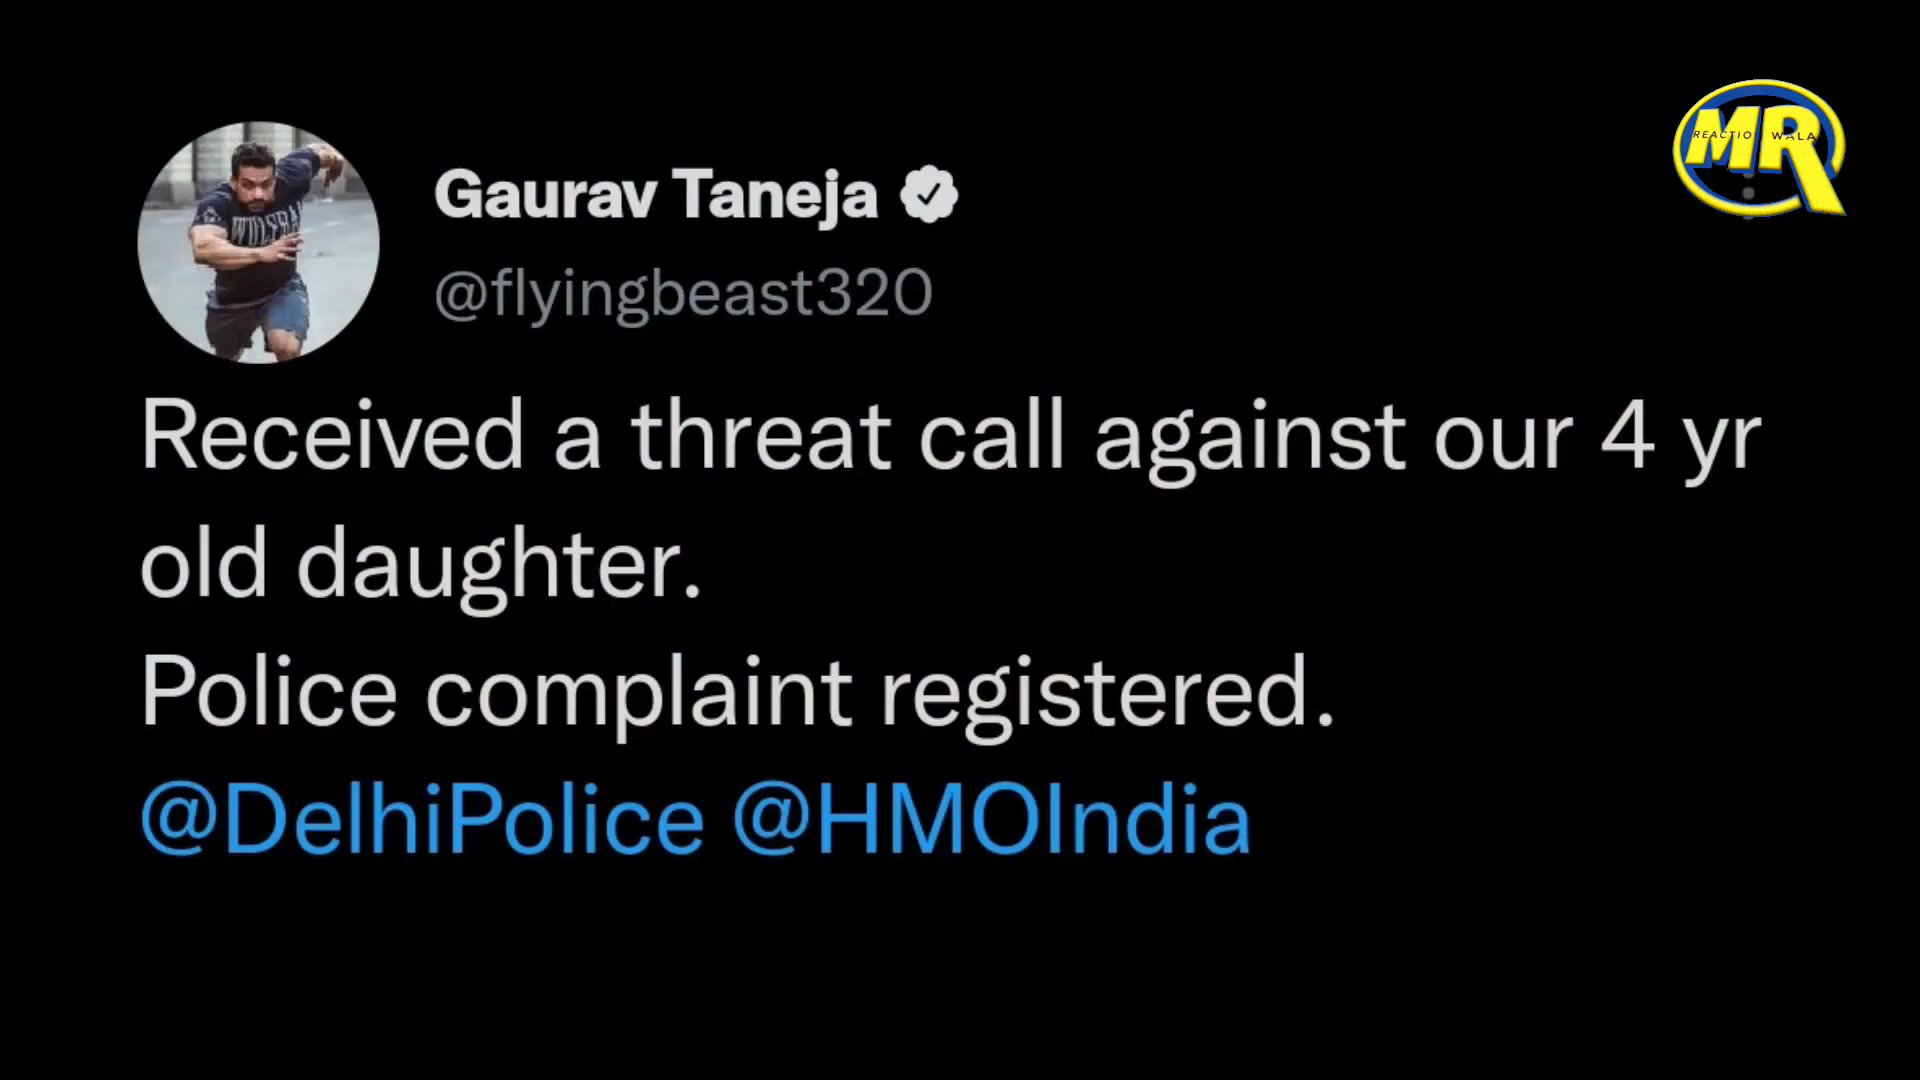 Gaurav Taneja
@flyingbeast320
MR
REACTION WALA
Received a threat call against our 4 yr
old daughter.
Police complaint registered.
@DelhiPolice @HMOIndia